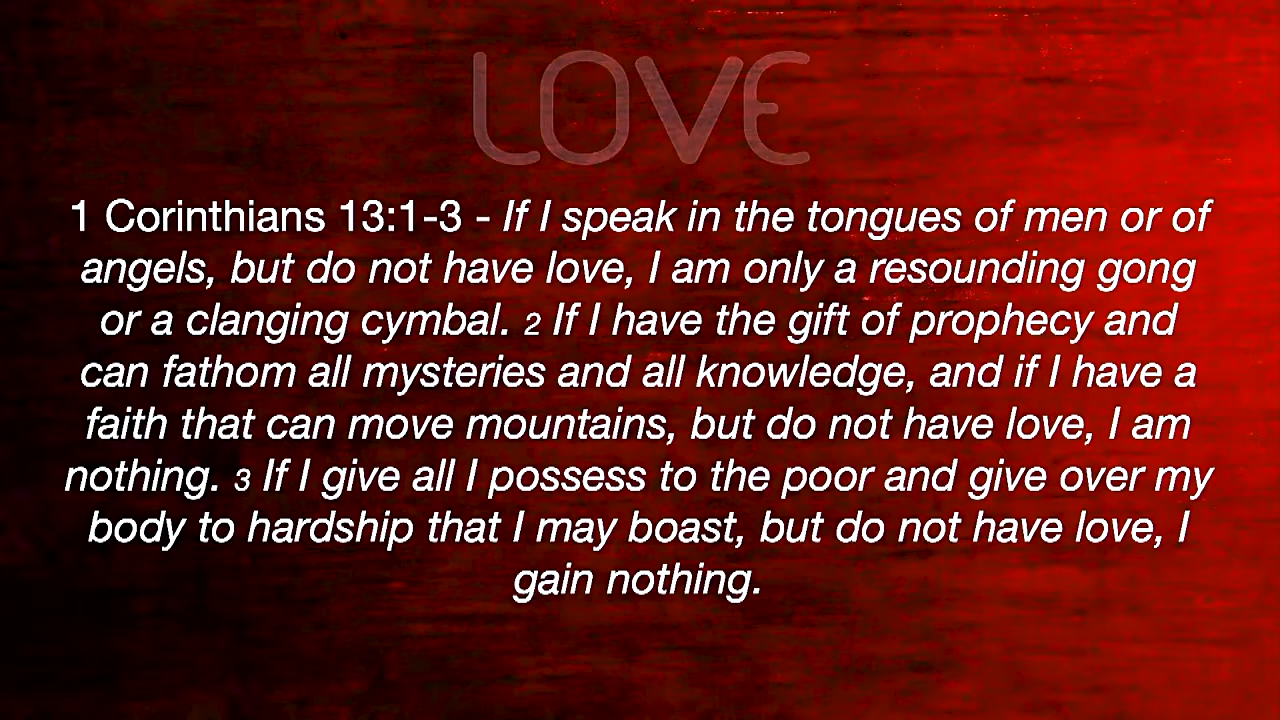 LOVE
1 Corinthians 13:1-3 - If I speak in the tongues of men or of
angels, but do not have love, I am only a resounding gong
or a clanging cymbal. 2 If I have the gift of prophecy and
can fathom all mysteries and all knowledge, and if I have a
faith that can move mountains, but do not have love, I am
nothing. 3 If I give all I possess to the poor and give over my
body to hardship that I may boast, but do not have love, I
gain nothing.